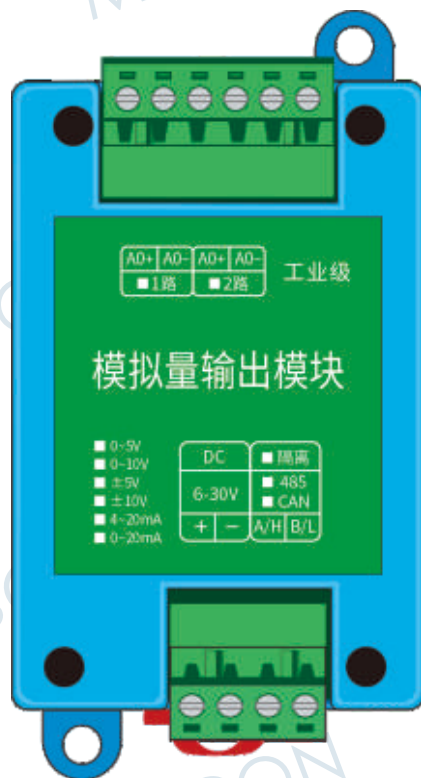 A0+ A0- A0+ A0-
■1路 ■2路
工业级
模拟量输出模块
■ 0~5V
■ 0~10V
■ ±5V
■ ±10V
■ 4~20mA
■ 0~20mA
DC ■ 隔离
6-30V ■ 485
■ CAN
+ - A/H B/L